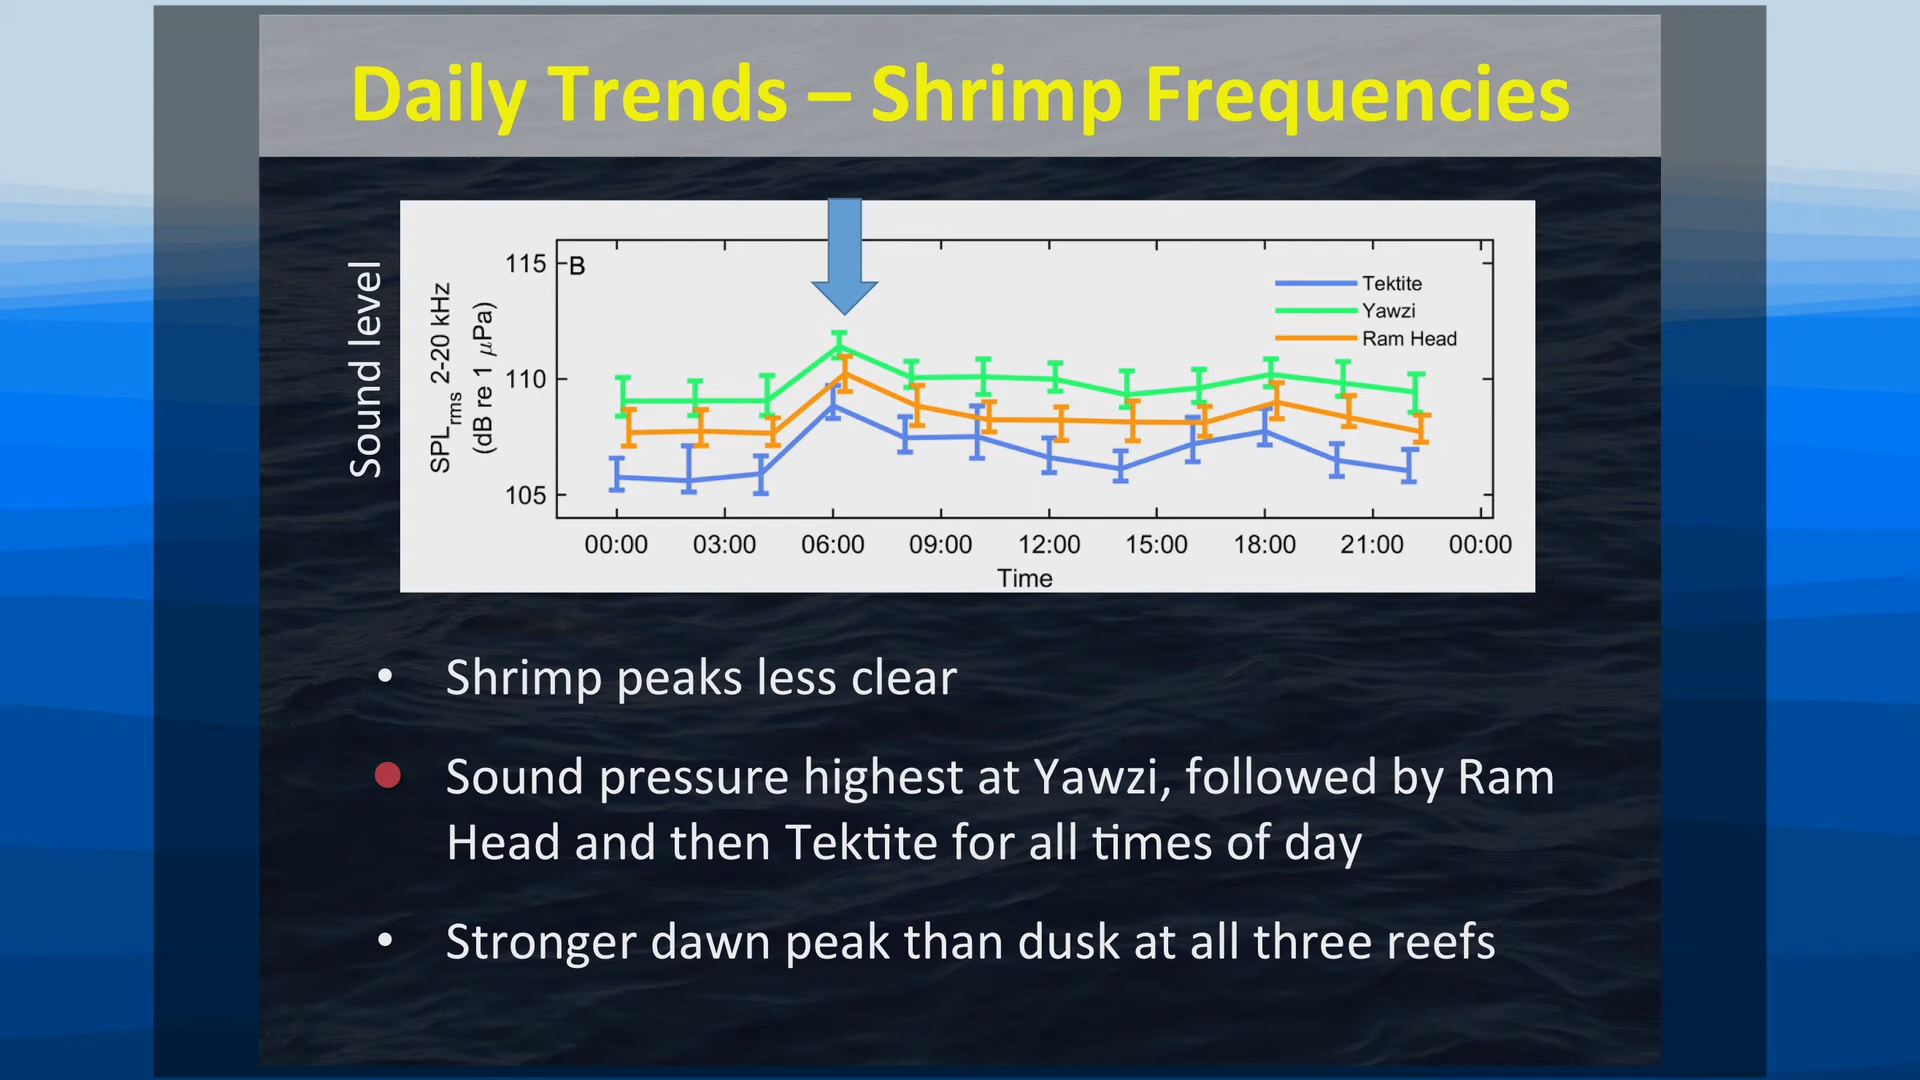 Daily Trends – Shrimp Frequencies
Sound level
SPLrms 2-20 kHz
(dB re 1 μPa)
115
110
105
B
Tektite
Yawzi
Ram Head
00:00 03:00 06:00 09:00 12:00 15:00 18:00 21:00 00:00
Time
• Shrimp peaks less clear
Sound pressure highest at Yawzi, followed by Ram
Head and then Tektite for all times of day
• Stronger dawn peak than dusk at all three reefs